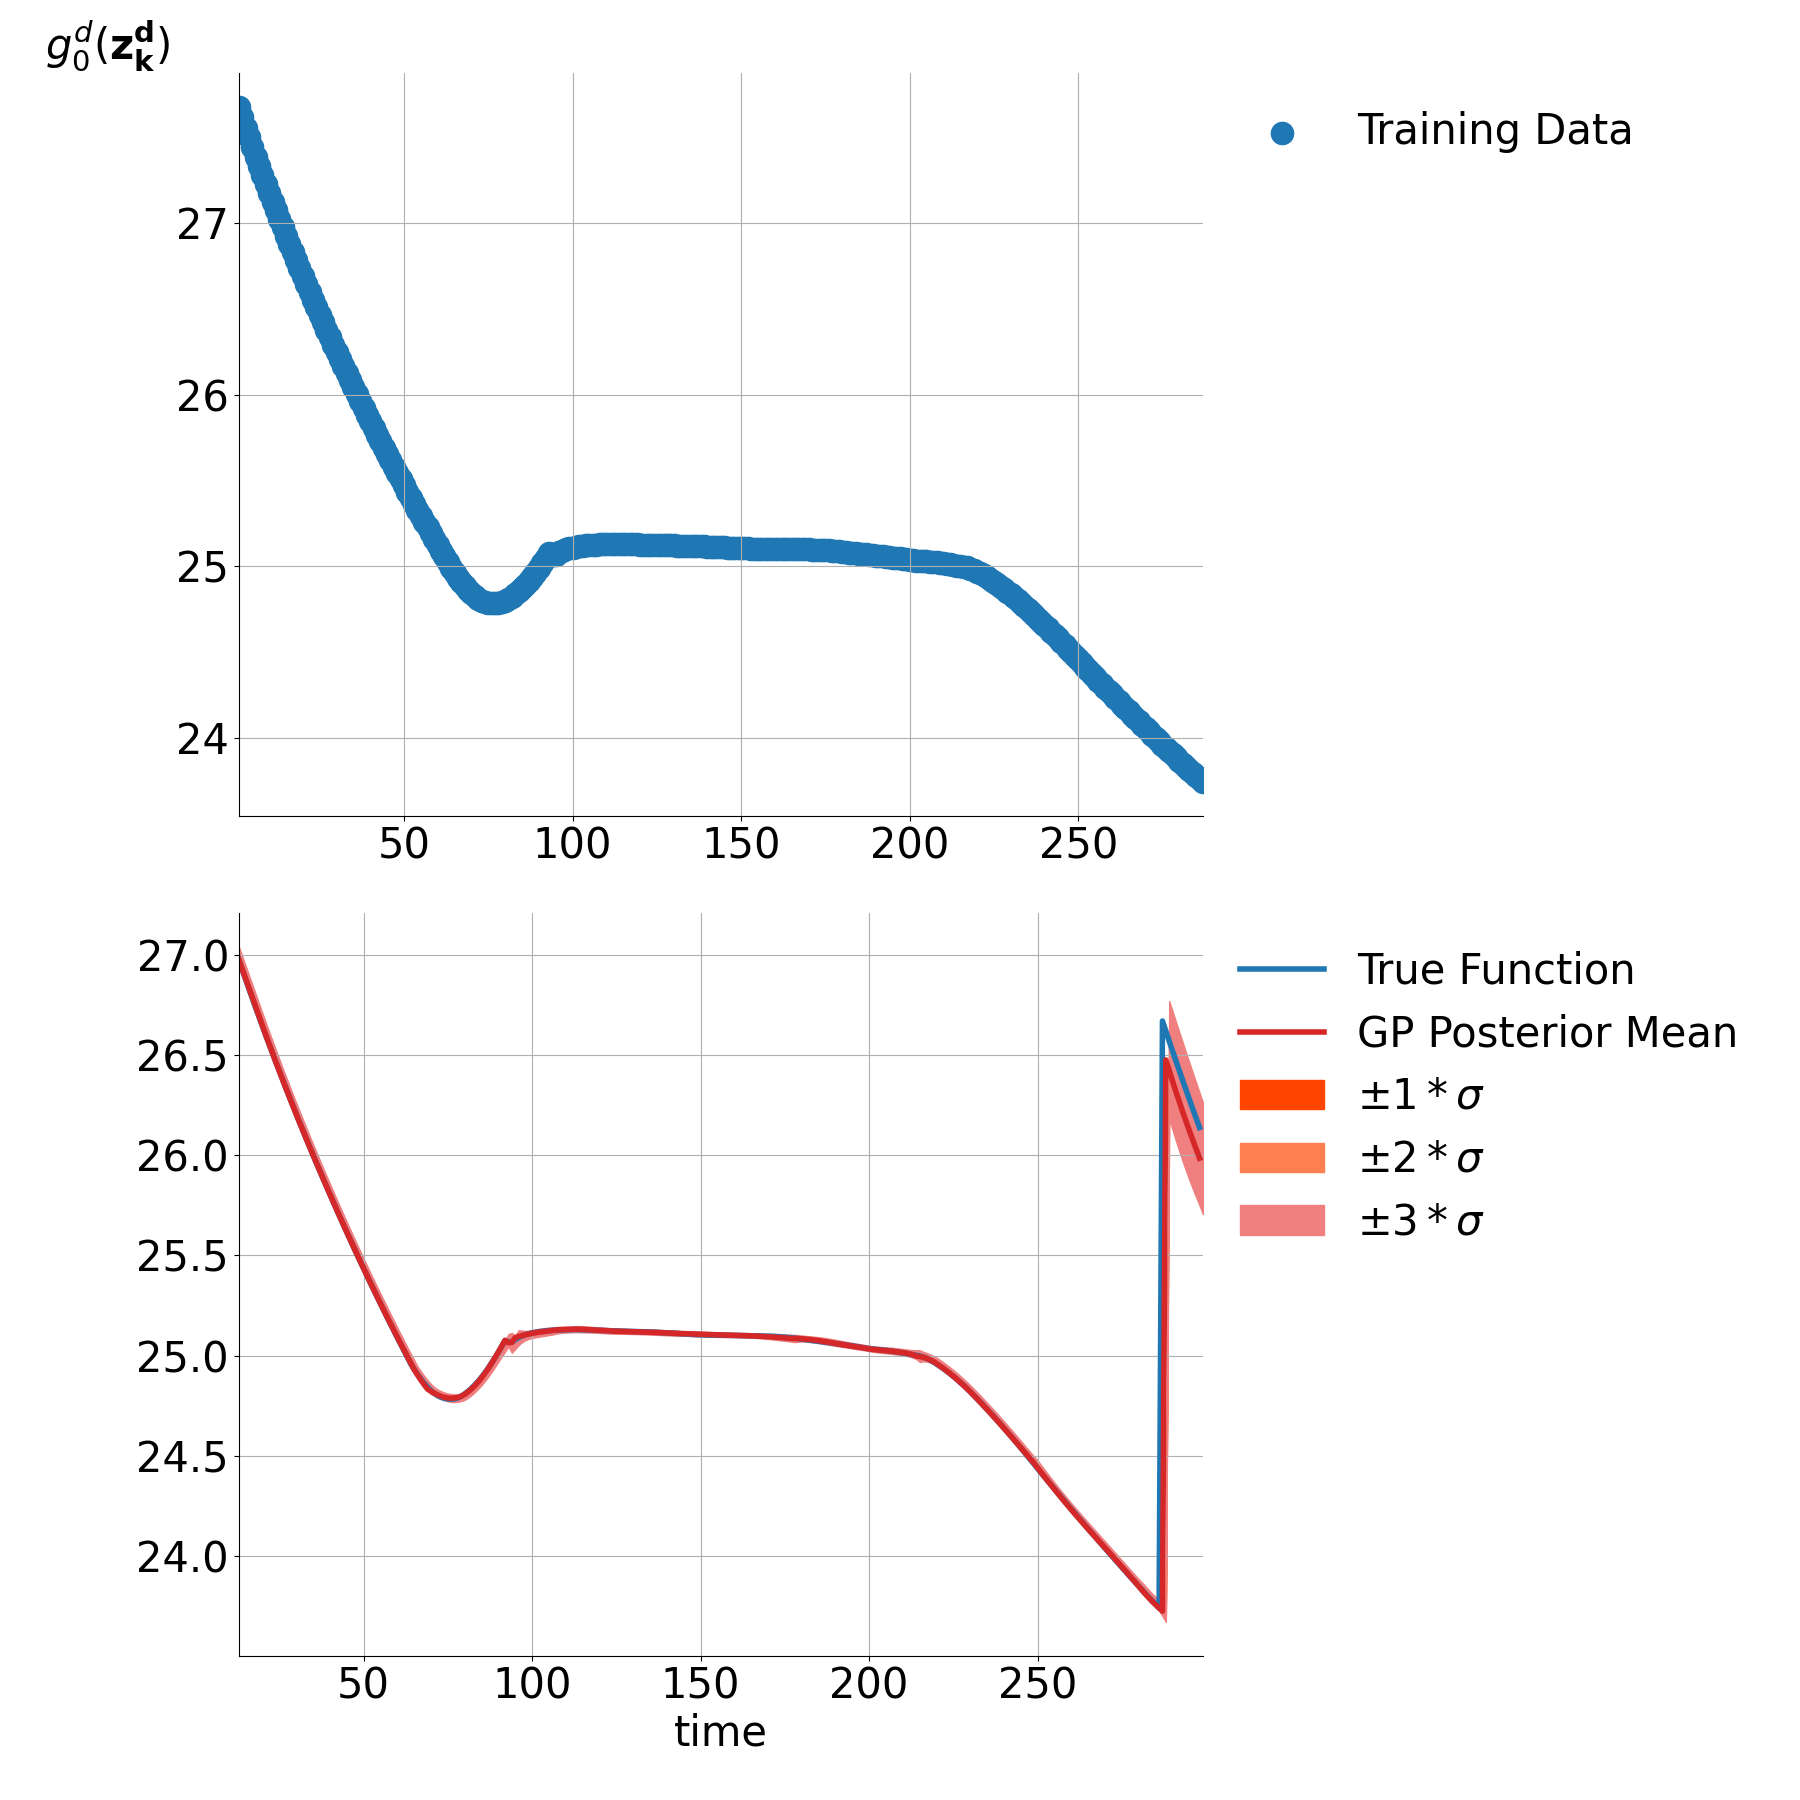 $g_0^d(\mathbf{z_k^d})$
Training Data
27
26
25
24
50 100 150 200 250
27.0
26.5
26.0
25.5
25.0
24.5
24.0
True Function
GP Posterior Mean
±1 * σ
±2 * σ
±3 * σ
50 100 150 200 250
time